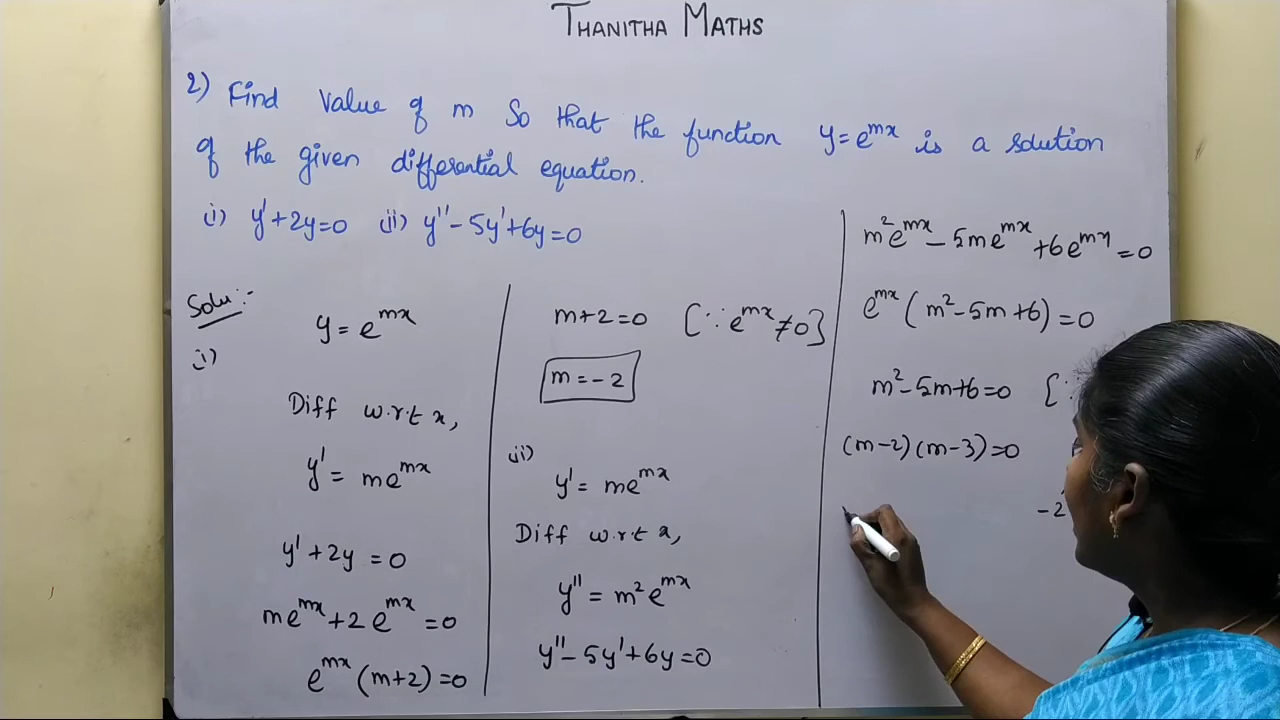 THANITHA MATHS
2) Find value of m so that the function y=e^mx is a solution
of the given differential equation.
i) y'+2y=0 ii) y''-5y'+6y=0
Solu:-
i)
y=e^mx
Diff w.r.t x,
y'= me^mx
y'+2y=0
me^mx+2e^mx=0
e^mx(m+2)=0
m+2=0 [∵e^mx≠0}
m=-2
ii)
y'= me^mx
Diff w.r.t x,
y''= m²e^mx
y''-5y'+6y=0
m²e^mx-5me^mx+6e^mx=0
e^mx(m²-5m+6)=0
m²-5m+6=0 {∵
(m-2)(m-3)=0
-2